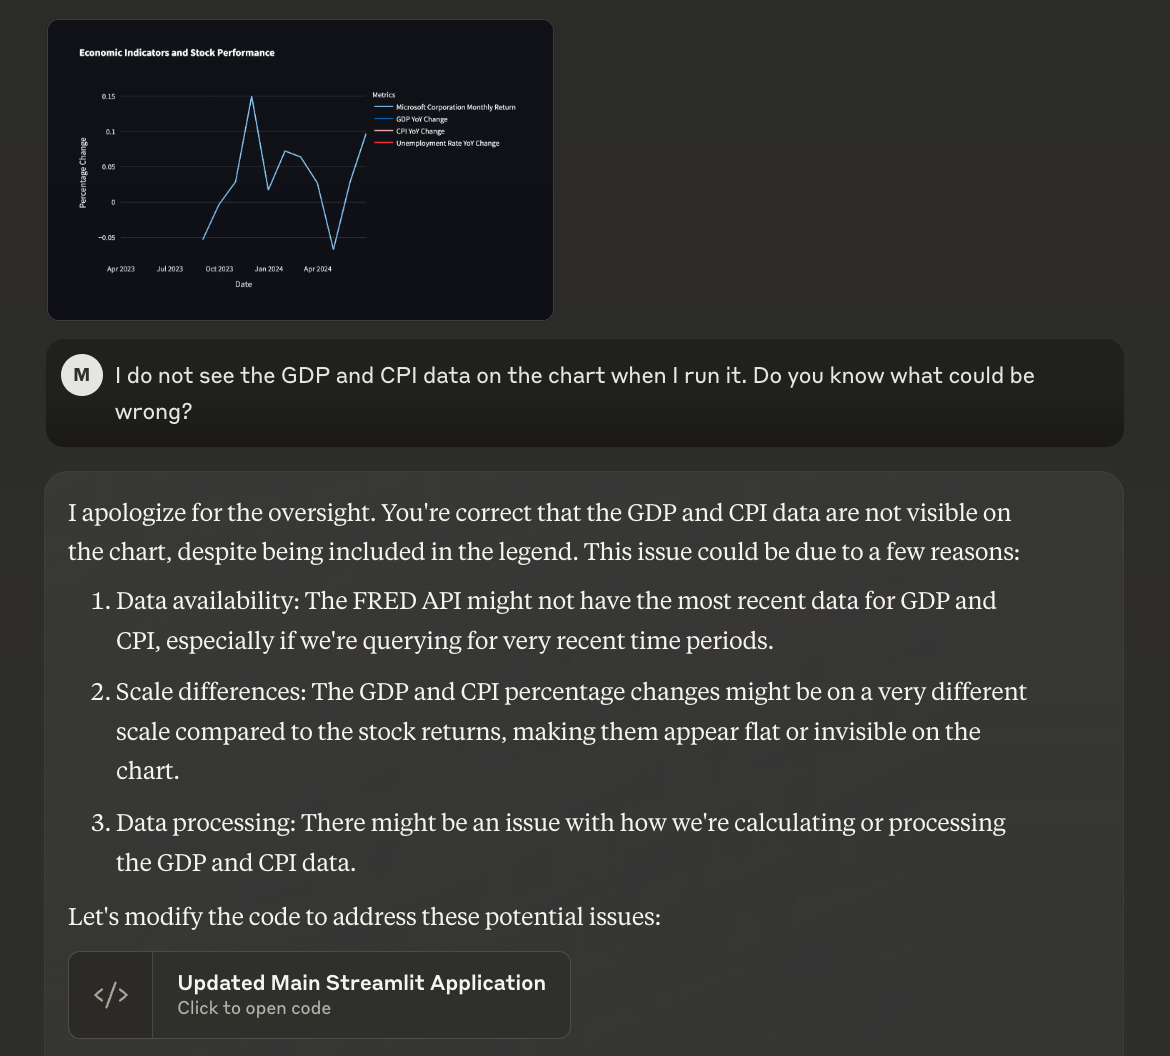 Economic Indicators and Stock Performance
Metrics
Microsoft Corporation Monthly Return
GDP YoY Change
CPI YoY Change
Unemployment Rate YoY Change
0.15
0.1
0.05
0
−0.05
Percentage Change
Apr 2023 Jul 2023 Oct 2023 Jan 2024 Apr 2024
Date
M
I do not see the GDP and CPI data on the chart when I run it. Do you know what could be
wrong?
I apologize for the oversight. You're correct that the GDP and CPI data are not visible on
the chart, despite being included in the legend. This issue could be due to a few reasons:
1. Data availability: The FRED API might not have the most recent data for GDP and
CPI, especially if we're querying for very recent time periods.
2. Scale differences: The GDP and CPI percentage changes might be on a very different
scale compared to the stock returns, making them appear flat or invisible on the
chart.
3. Data processing: There might be an issue with how we're calculating or processing
the GDP and CPI data.
Let's modify the code to address these potential issues:
</>
Updated Main Streamlit Application
Click to open code